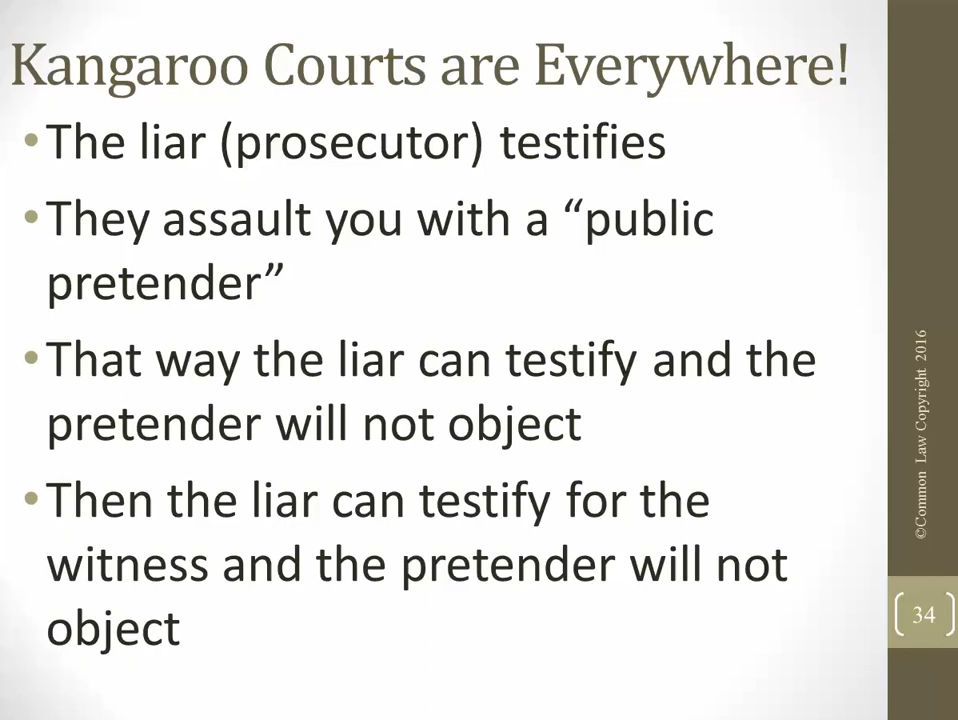 Kangaroo Courts are Everywhere!
•The liar (prosecutor) testifies
•They assault you with a “public
pretender”
•That way the liar can testify and the
pretender will not object
•Then the liar can testify for the
witness and the pretender will not
object
©Common Law Copyright 2016
34